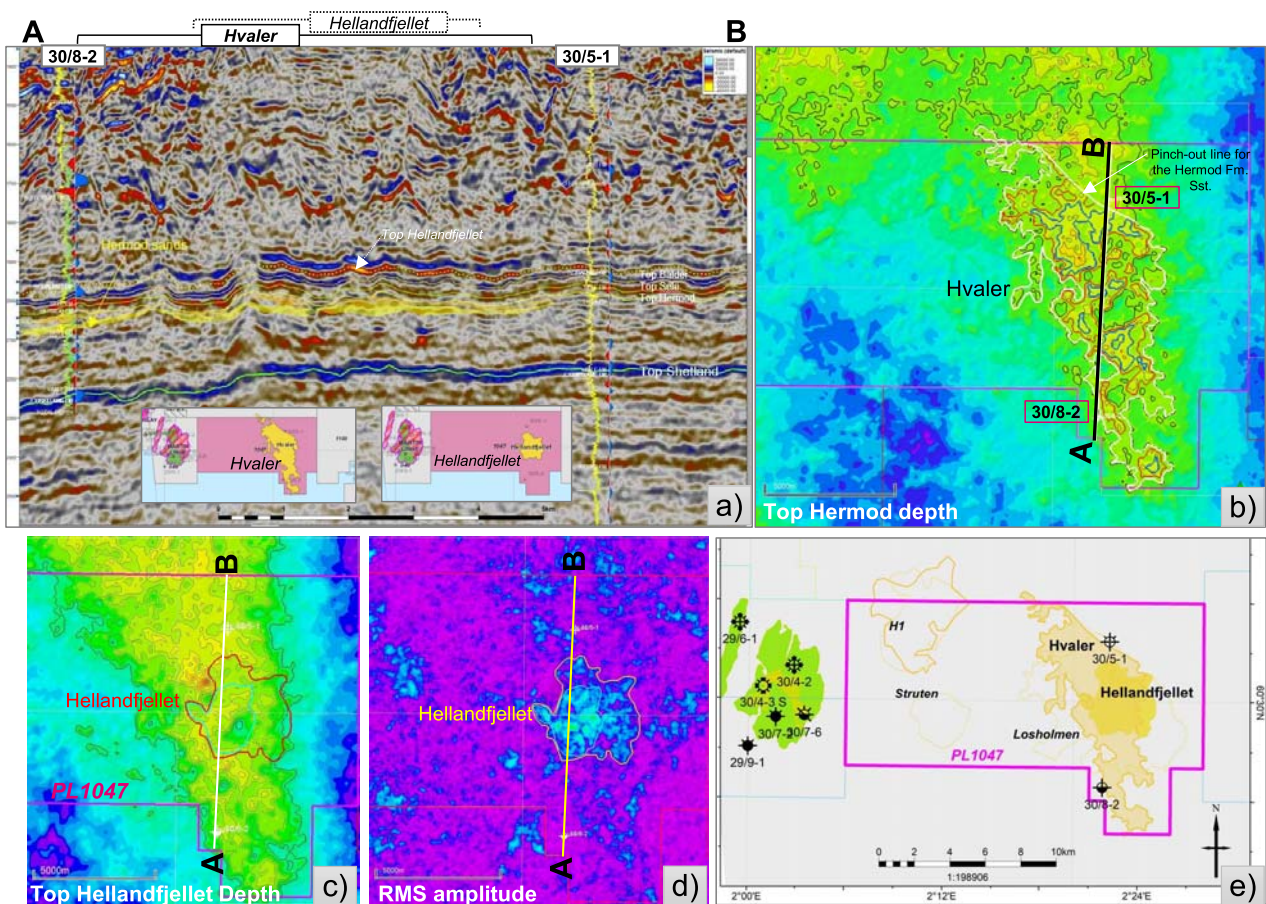 Hellandfjellet
A
Hvaler
30/8-2
30/5-1
B
Top Hellandfjellet
Hermod sands
Top Balder
Top Sele
Top Hermod
Top Shetland
Hvaler
Hvaler
Hellandfjellet
Hellandfjellet
a)
B
Pinch-out line for
the Hermod Fm.
Sst.
30/5-1
Hvaler
30/8-2
A
5000m
Top Hermod depth
b)
B
Hellandfjellet
PL1047
A
5000m
Top Hellandfjellet Depth
c)
B
Hellandfjellet
A
5000m
RMS amplitude
d)
29/6-1
30/4-2
30/4-3 S
30/7-6
29/9-1
H1
Struten
Hvaler
30/5-1
Hellandfjellet
Losholmen
PL1047
30/8-2
60°30'N
N
0 2 4 6 8 10km
1:198906
2°00'E
2°12'E
2°24'E
e)